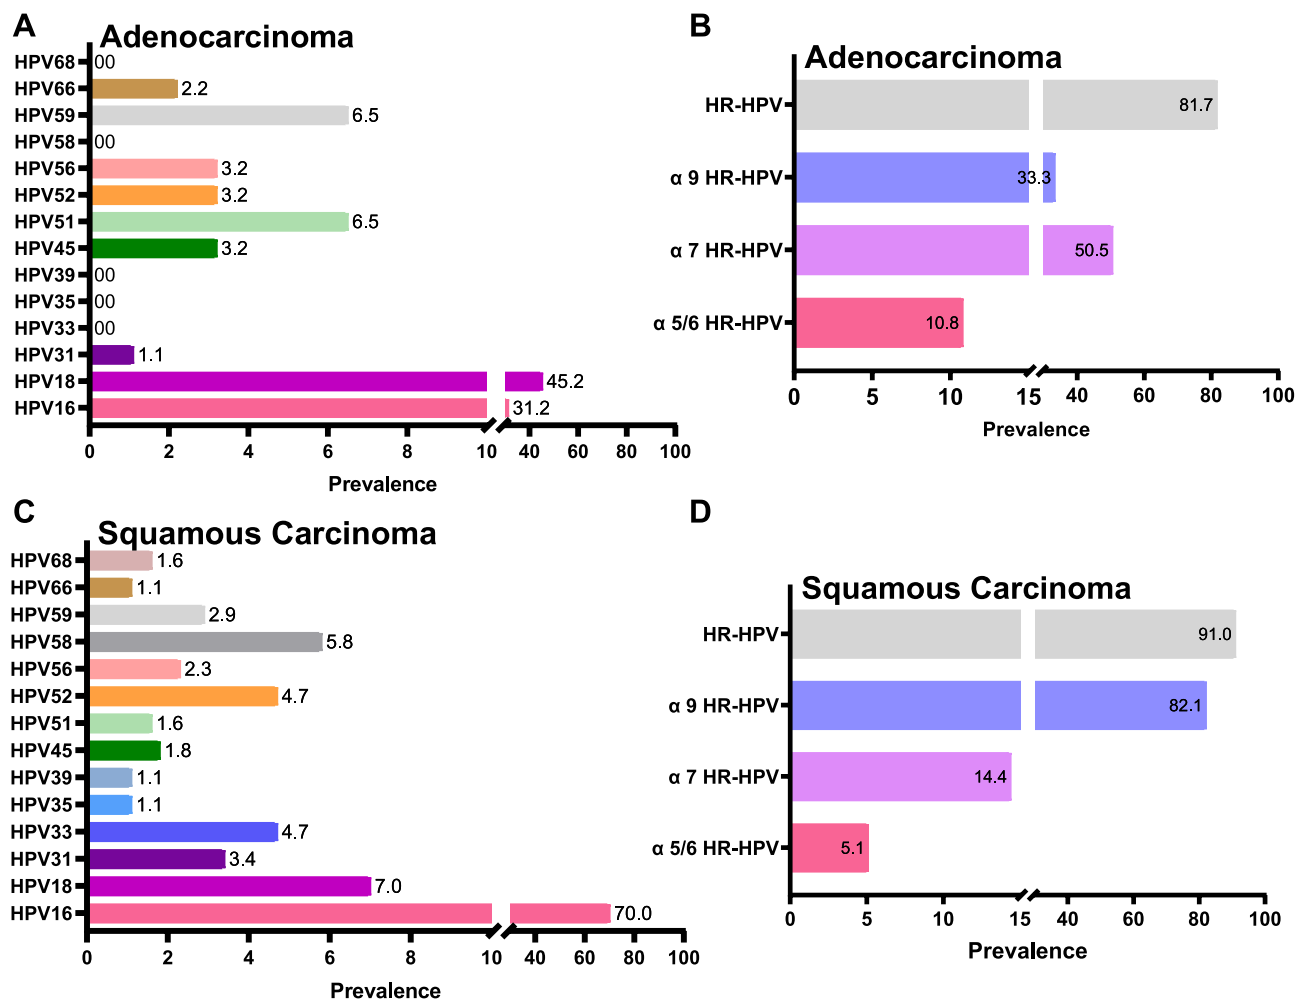 A
Adenocarcinoma
HPV68 00
HPV66 2.2
HPV59 6.5
HPV58 00
HPV56 3.2
HPV52 3.2
HPV51 6.5
HPV45 3.2
HPV39 00
HPV35 00
HPV33 00
HPV31 1.1
HPV18 45.2
HPV16 31.2
0 2 4 6 8 10 40 60 80 100
Prevalence
B
Adenocarcinoma
HR-HPV 81.7
α 9 HR-HPV 33.3
α 7 HR-HPV 50.5
α 5/6 HR-HPV 10.8
0 5 10 15 40 60 80 100
Prevalence
C
Squamous Carcinoma
HPV68 1.6
HPV66 1.1
HPV59 2.9
HPV58 5.8
HPV56 2.3
HPV52 4.7
HPV51 1.6
HPV45 1.8
HPV39 1.1
HPV35 1.1
HPV33 4.7
HPV31 3.4
HPV18 7.0
HPV16 70.0
0 2 4 6 8 10 40 60 80 100
Prevalence
D
Squamous Carcinoma
HR-HPV 91.0
α 9 HR-HPV 82.1
α 7 HR-HPV 14.4
α 5/6 HR-HPV 5.1
0 5 10 15 40 60 80 100
Prevalence